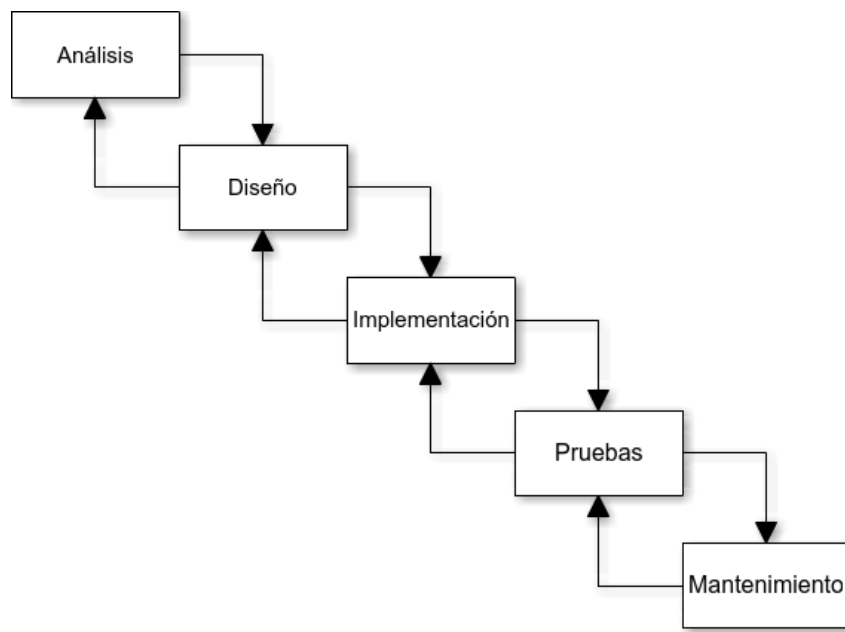 Análisis
Diseño
Implementación
Pruebas
Mantenimiento